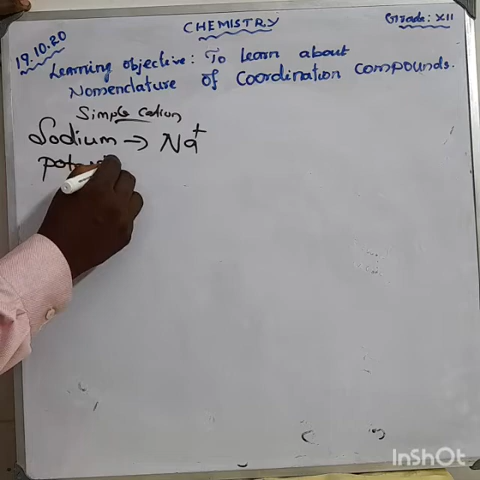 CHEMISTRY
Grade: XII
19.10.20
Learning objective: To learn about
Nomenclature of Coordination compounds.
Simple cation
Sodium → Na+
InShOt